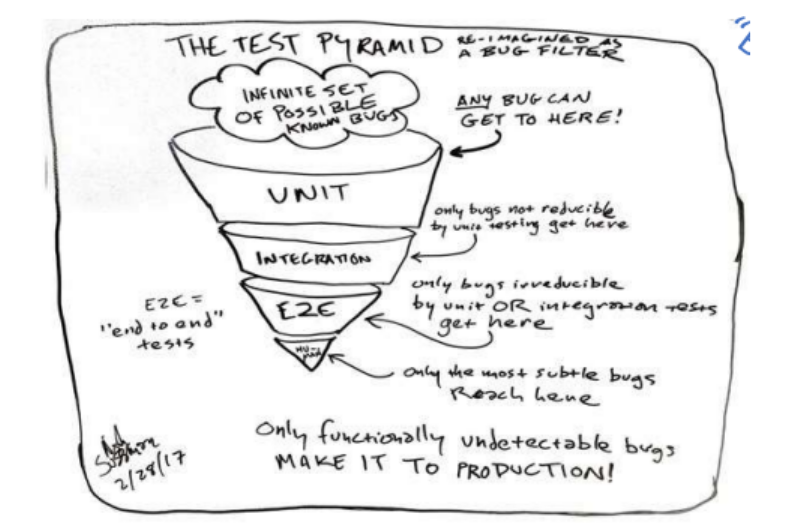 THE TEST PYRAMID
RE-IMAGINED AS
A BUG FILTER
INFINITE SET
OF POSSIBLE
KNOWN BUGS
ANY BUG CAN
GET TO HERE!
UNIT
only bugs not reducible
by unit testing get here
INTEGRATION
only bugs irreducible
by unit OR integration tests
get here
E2E
E2E =
"end to end"
tests
HU-
MAN
only the most subtle bugs
Reach here
Only functionally undetectable bugs
MAKE IT TO PRODUCTION!
2/28/17